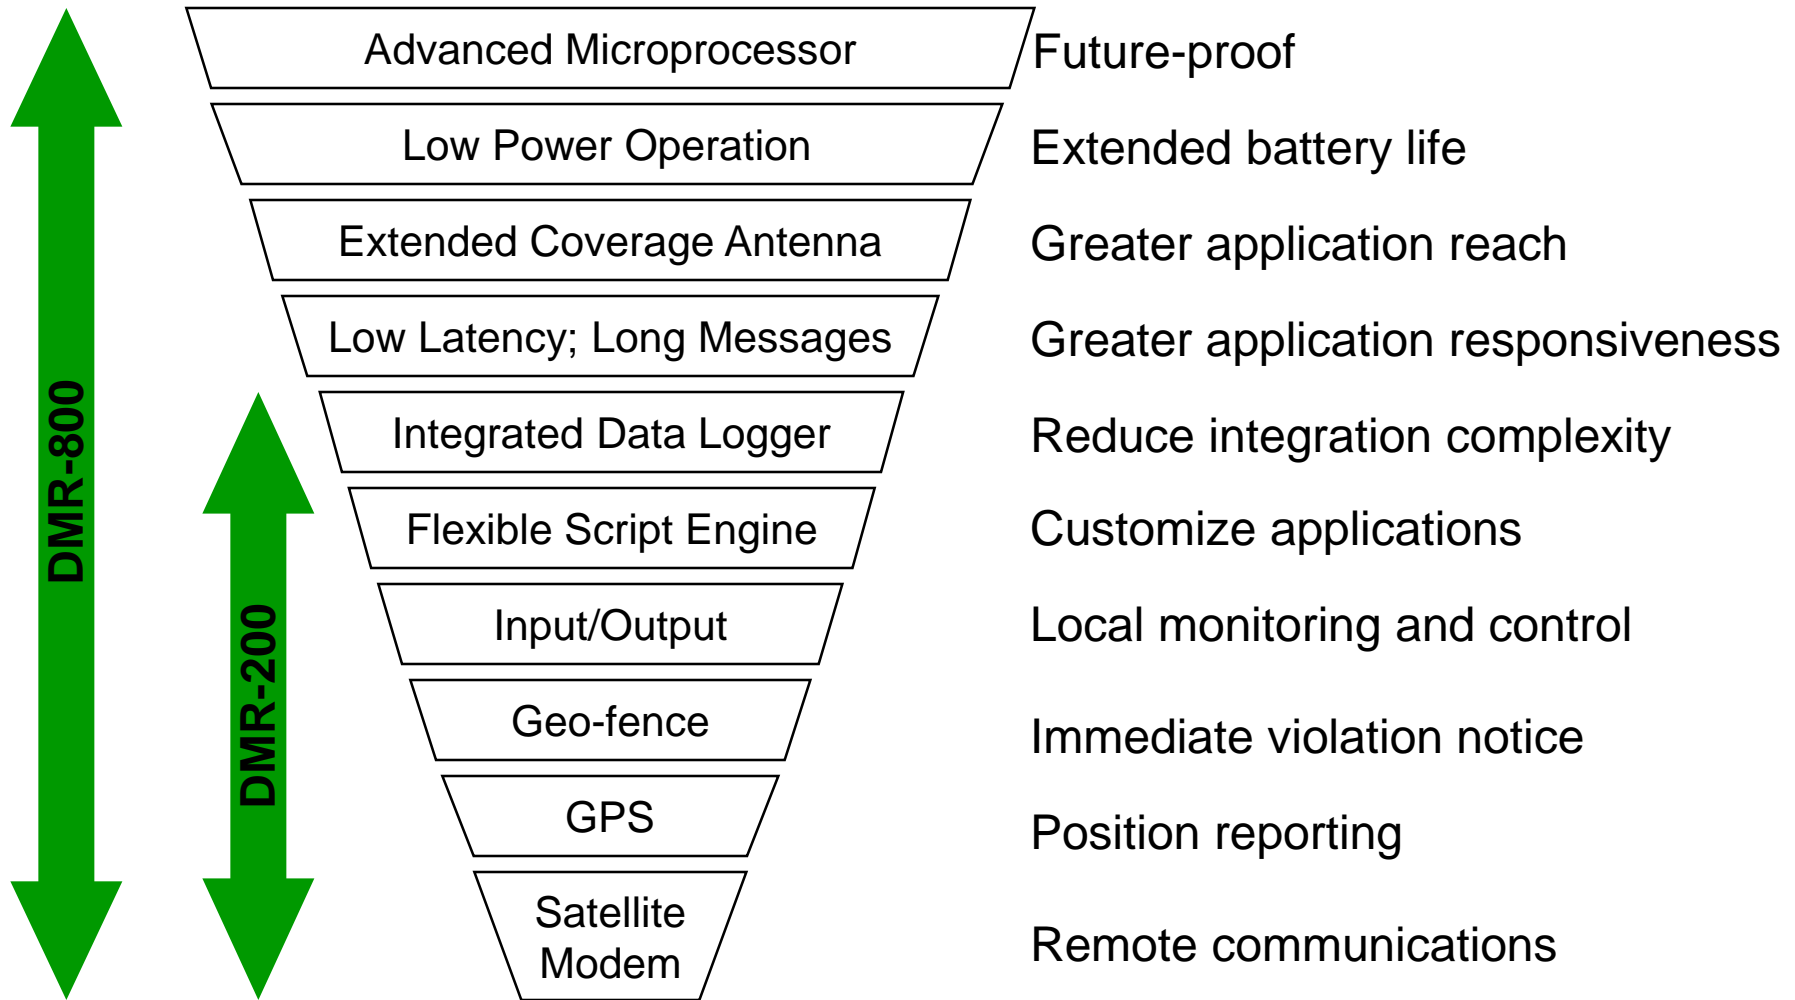 Advanced Microprocessor
Future-proof
Low Power Operation
Extended battery life
Extended Coverage Antenna
Greater application reach
Low Latency; Long Messages
Greater application responsiveness
Integrated Data Logger
Reduce integration complexity
Flexible Script Engine
Customize applications
Input/Output
Local monitoring and control
Geo-fence
Immediate violation notice
GPS
Position reporting
Satellite
Modem
Remote communications
DMR-800
DMR-200